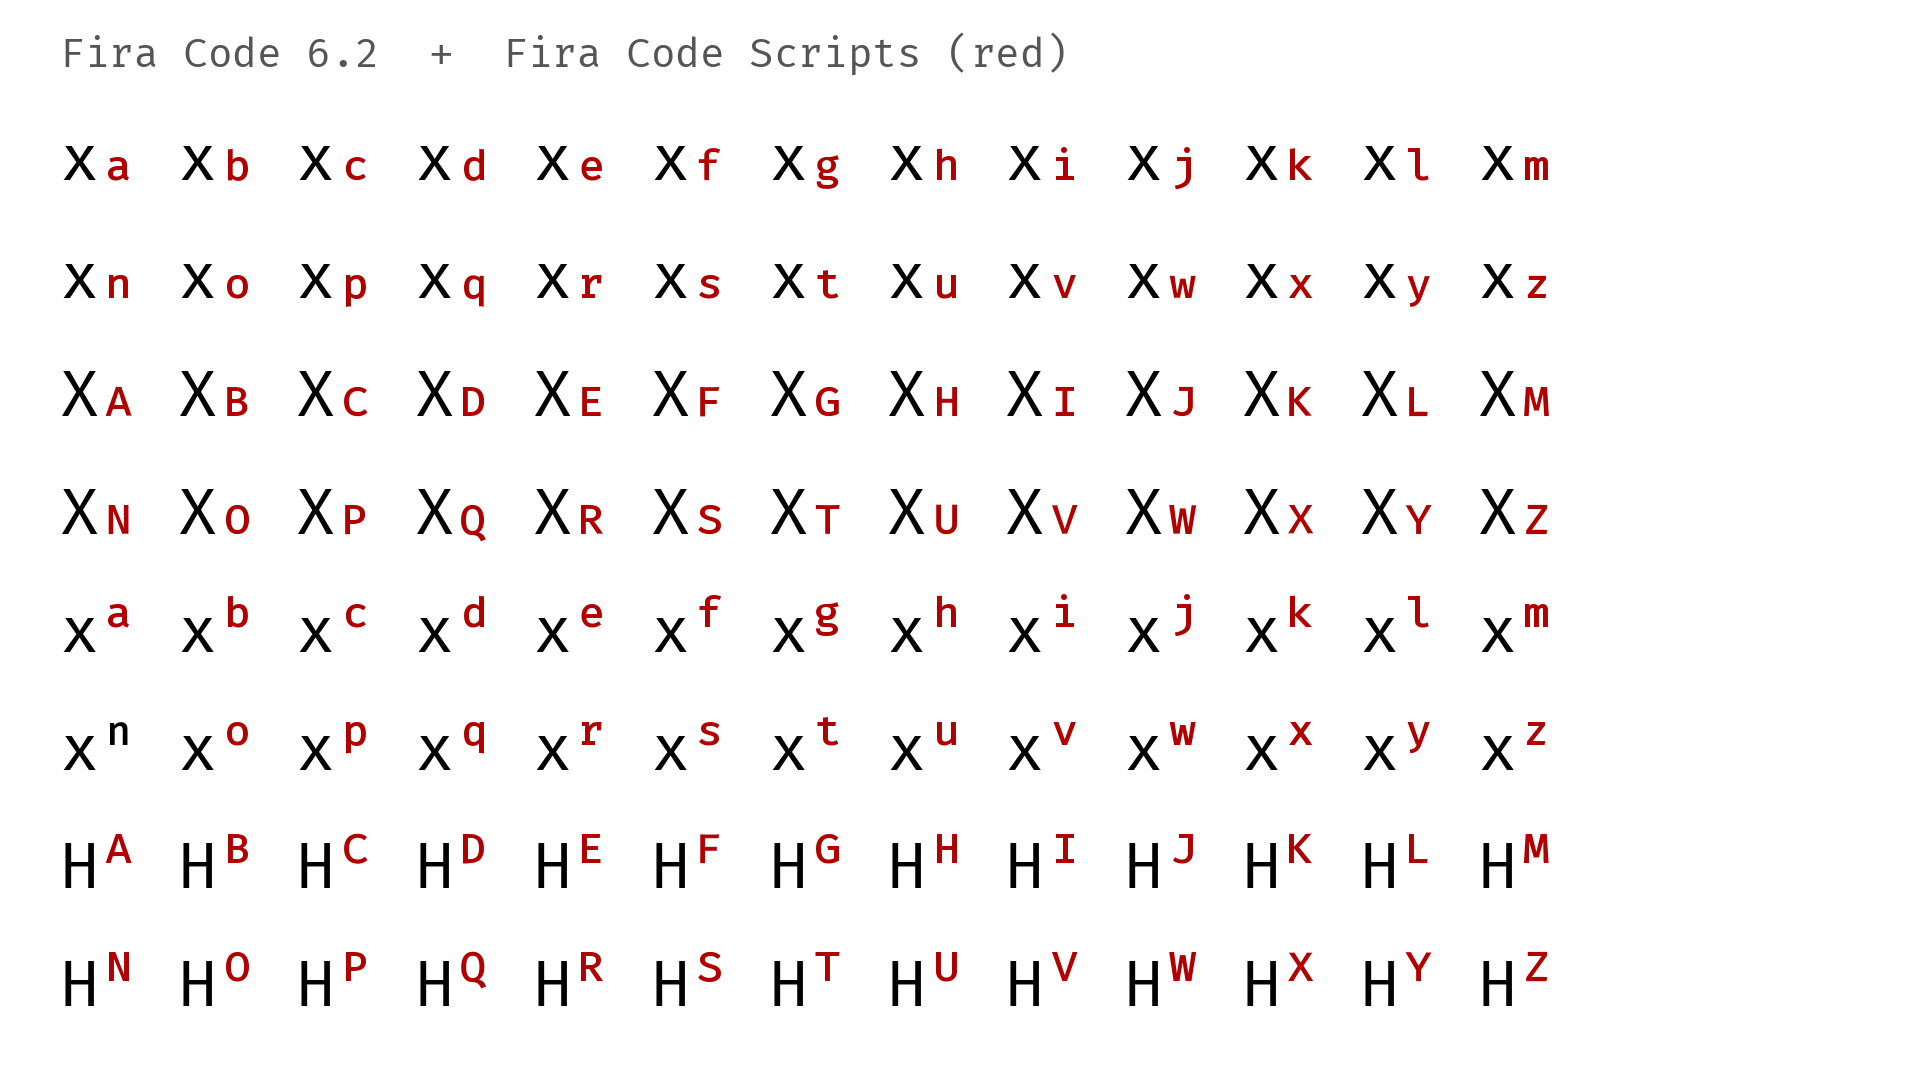 Fira Code 6.2 + Fira Code Scripts (red)
xa xb xc xd xe xf xg xh xi xj xk xl xm
xn xo xp xq xr xs xt xu xv xw xx xy xz
XA XB XC XD XE XF XG XH XI XJ XK XL XM
XN XO XP XQ XR XS XT XU XV XW XX XY XZ
xa xb xc xd xe xf xg xh xi xj xk xl xm
xn xo xp xq xr xs xt xu xv xw xx xy xz
HA HB HC HD HE HF HG HH HI HJ HK HL HM
HN HO HP HQ HR HS HT HU HV HW HX HY HZ